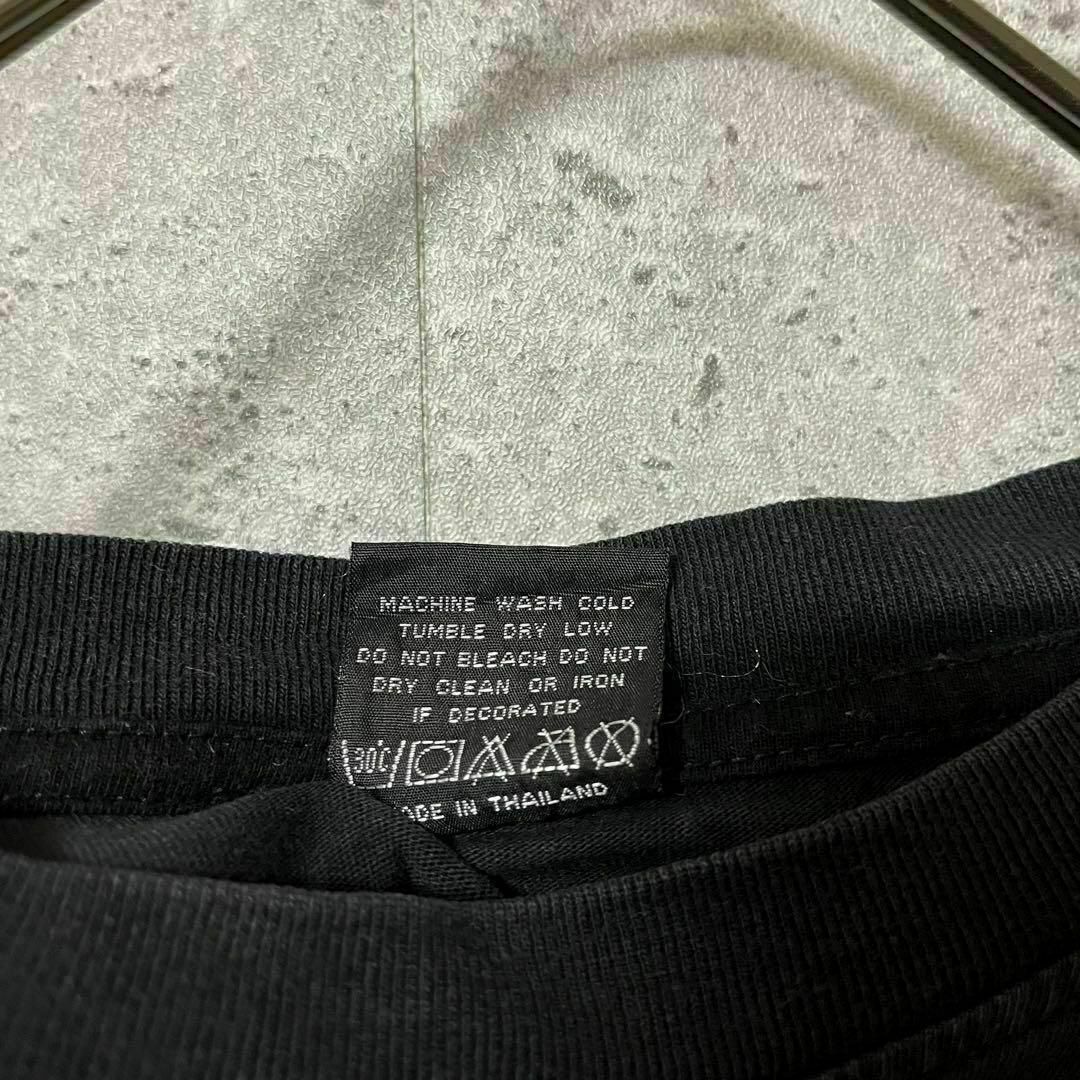 MACHINE WASH COLD
TUMBLE DRY LOW
DO NOT BLEACH DO NOT
DRY CLEAN OR IRON
IF DECORATED
30°C
MADE IN THAILAND